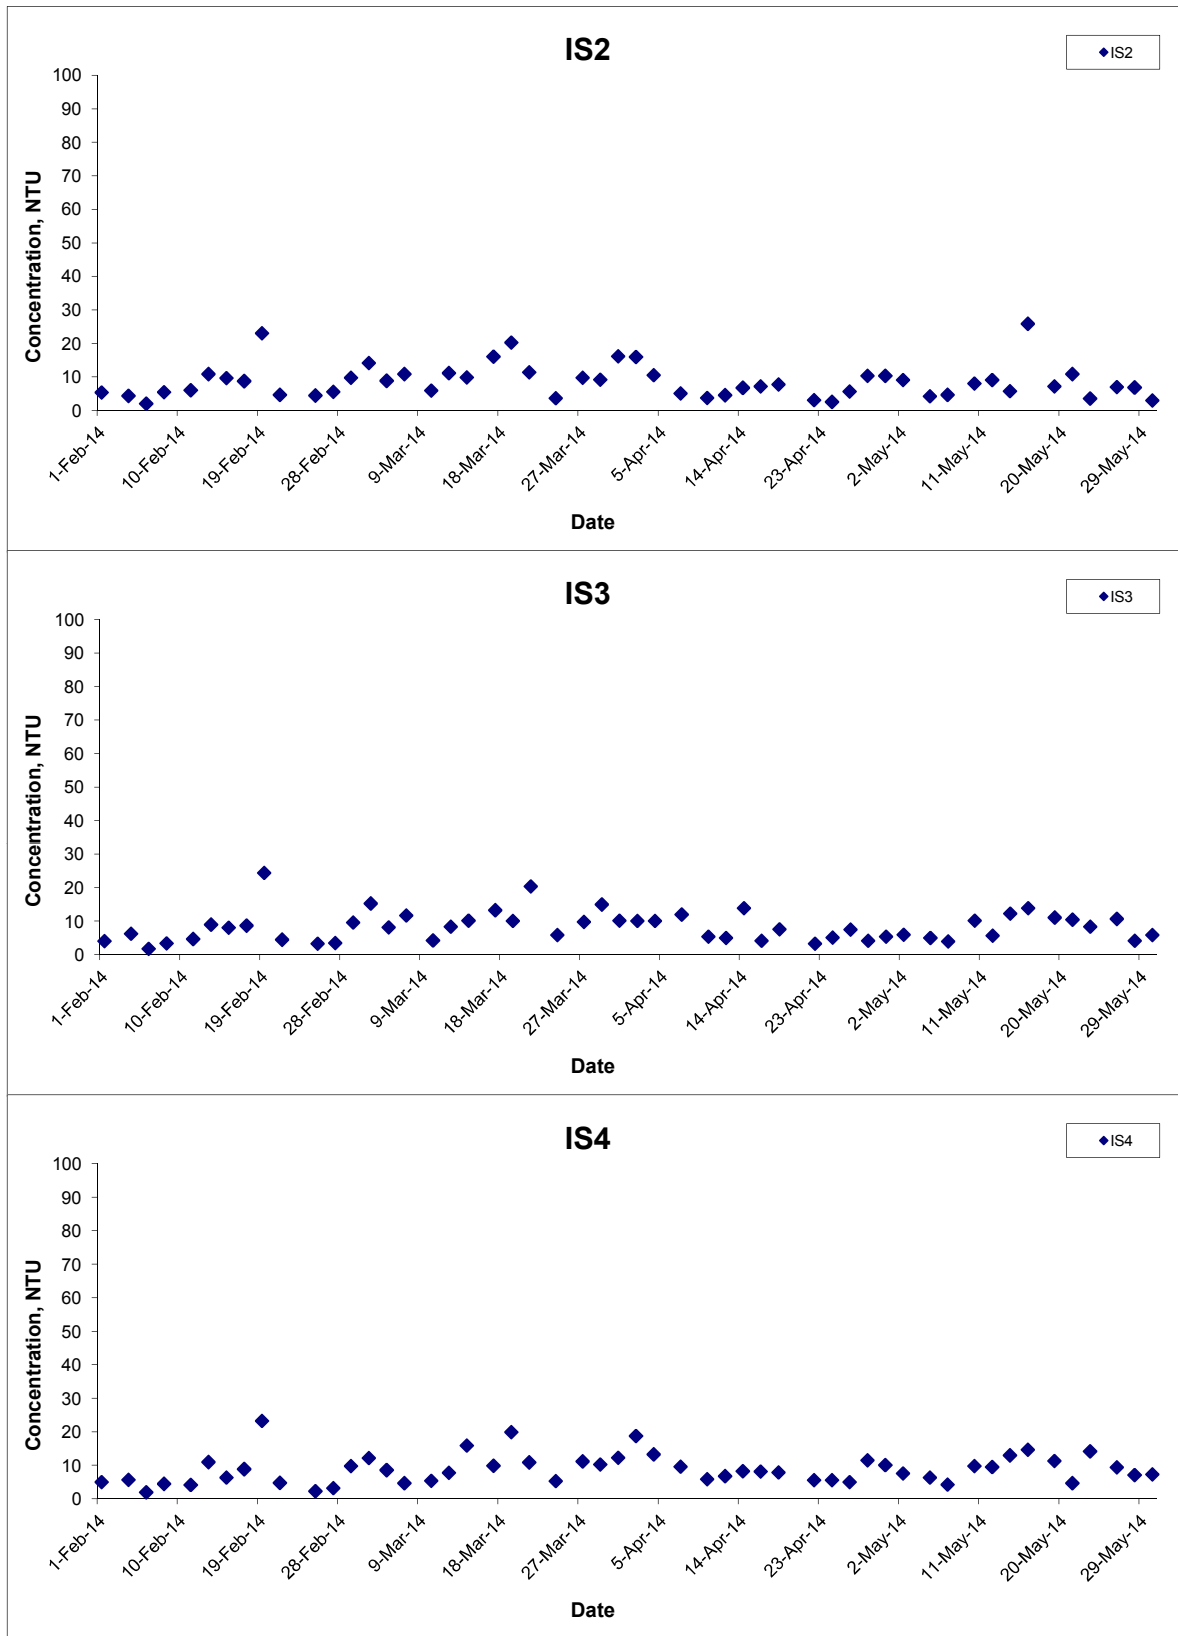 IS2
IS2
100
90
80
70
60
50
40
30
20
10
0
Concentration, NTU
1-Feb-14
10-Feb-14
19-Feb-14
28-Feb-14
9-Mar-14
18-Mar-14
27-Mar-14
5-Apr-14
14-Apr-14
23-Apr-14
2-May-14
11-May-14
20-May-14
29-May-14
Date
IS3
IS3
100
90
80
70
60
50
40
30
20
10
0
Concentration, NTU
1-Feb-14
10-Feb-14
19-Feb-14
28-Feb-14
9-Mar-14
18-Mar-14
27-Mar-14
5-Apr-14
14-Apr-14
23-Apr-14
2-May-14
11-May-14
20-May-14
29-May-14
Date
IS4
IS4
100
90
80
70
60
50
40
30
20
10
0
Concentration, NTU
1-Feb-14
10-Feb-14
19-Feb-14
28-Feb-14
9-Mar-14
18-Mar-14
27-Mar-14
5-Apr-14
14-Apr-14
23-Apr-14
2-May-14
11-May-14
20-May-14
29-May-14
Date